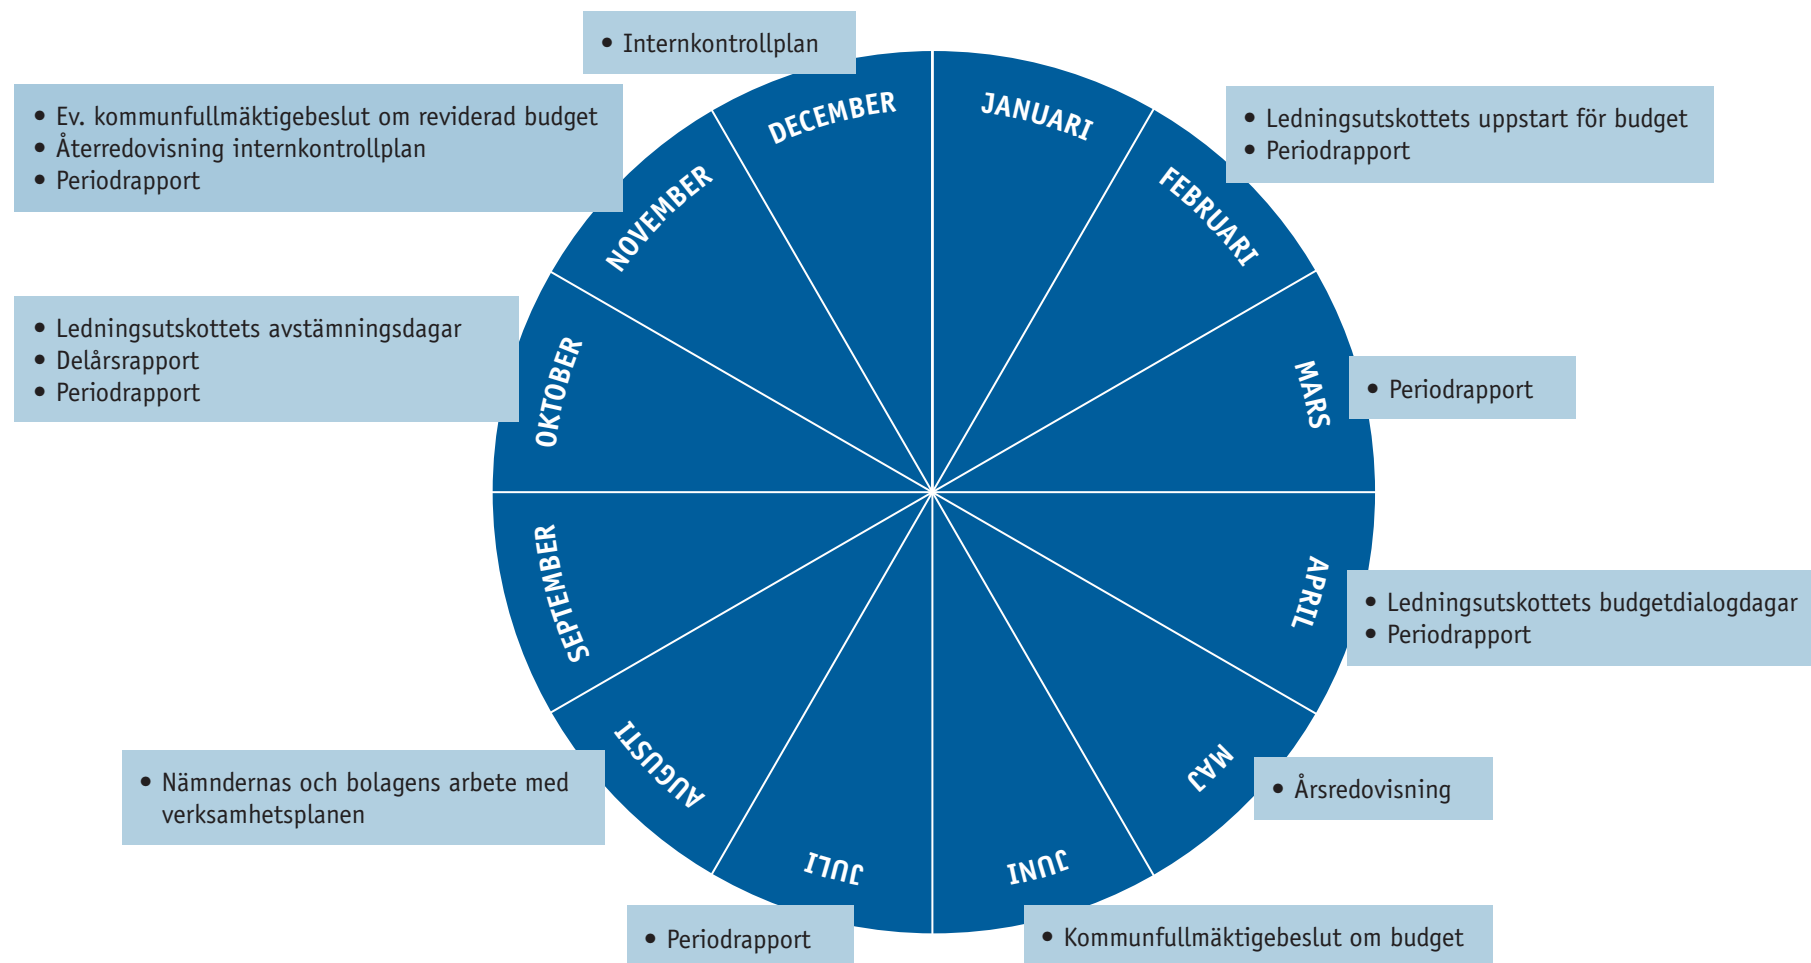 • Internkontrollplan
DECEMBER
JANUARI
• Ledningsutskottets uppstart för budget
• Periodrapport
FEBRUARI
MARS
• Periodrapport
APRIL
• Ledningsutskottets budgetdialogdagar
• Periodrapport
MAJ
• Årsredovisning
JUNI
• Kommunfullmäktigebeslut om budget
JULI
• Periodrapport
AUGUSTI
• Nämndernas och bolagens arbete med
verksamhetsplanen
SEPTEMBER
OKTOBER
• Ledningsutskottets avstämningsdagar
• Delårsrapport
• Periodrapport
NOVEMBER
• Ev. kommunfullmäktigebeslut om reviderad budget
• Återredovisning internkontrollplan
• Periodrapport